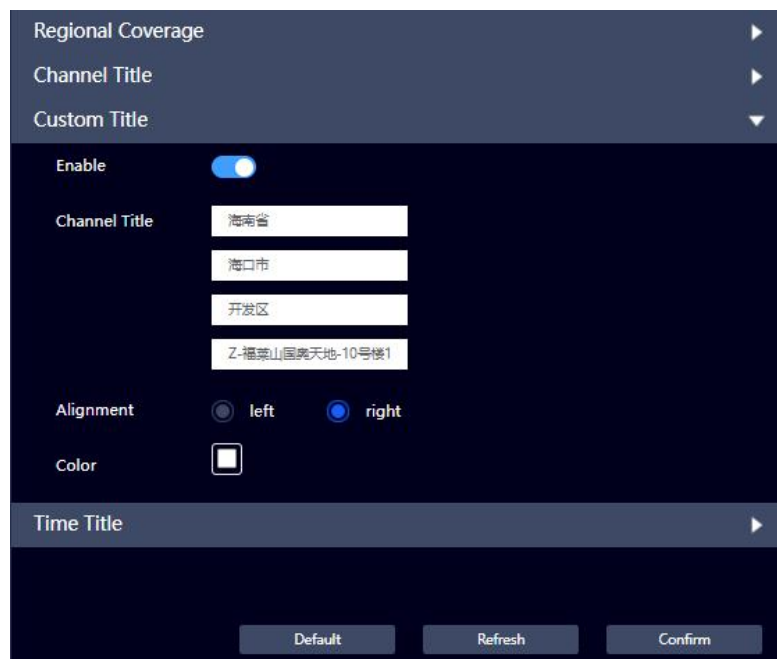 Regional Coverage
Channel Title
Custom Title
Enable
Channel Title
海南省
海口市
开发区
Z-福莱山国奥天地-10号楼1
Alignment left right
Color
Time Title
Default Refresh Confirm